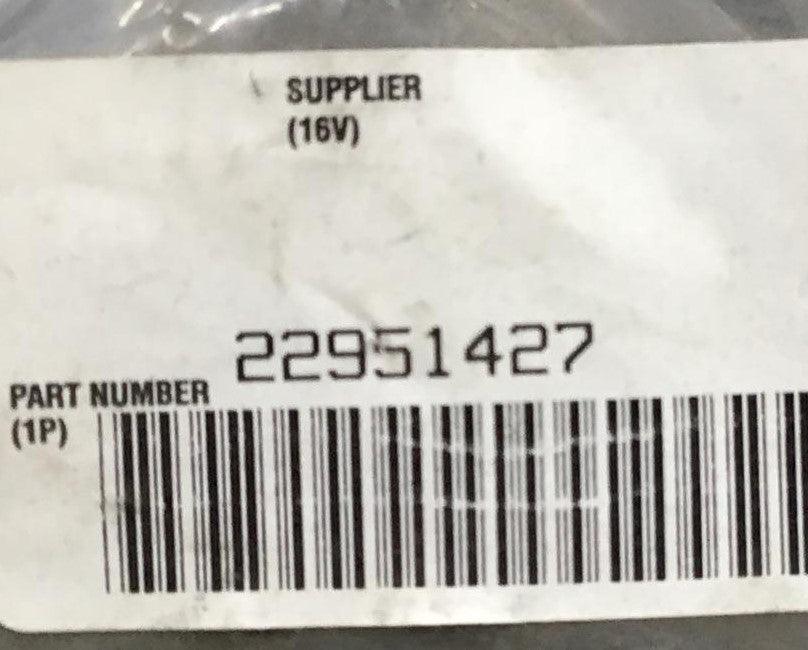 SUPPLIER
(16V)
22951427
PART NUMBER
(1P)